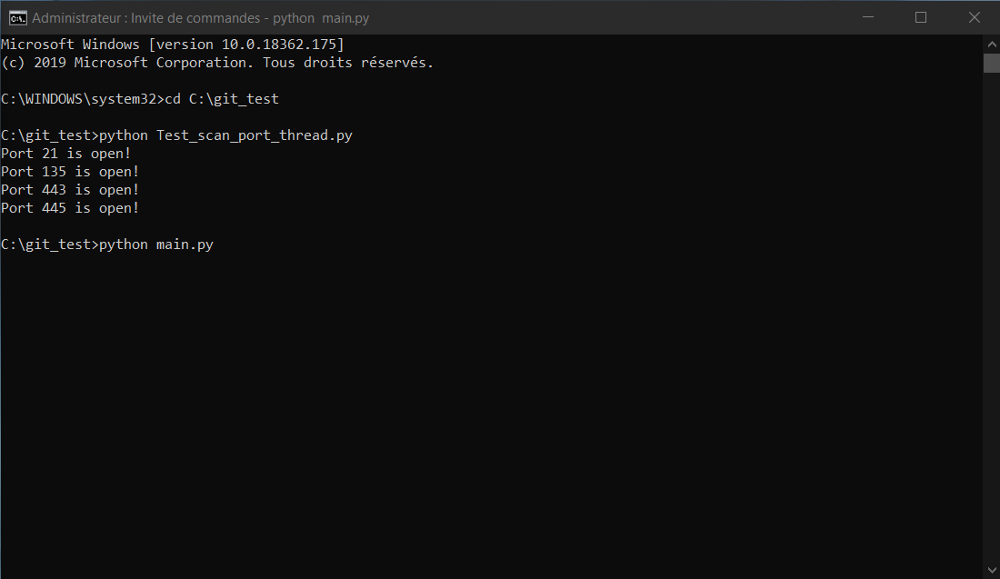 Administrateur : Invite de commandes - python  main.py
Microsoft Windows [version 10.0.18362.175]
(c) 2019 Microsoft Corporation. Tous droits réservés.
C:\WINDOWS\system32>cd C:\git_test
C:\git_test>python Test_scan_port_thread.py
Port 21 is open!
Port 135 is open!
Port 443 is open!
Port 445 is open!
C:\git_test>python main.py